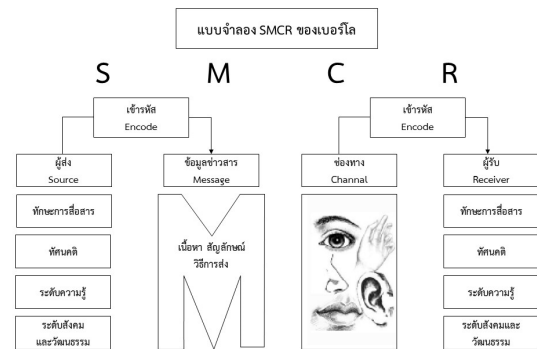 แบบจำลอง SMCR ของเบอร์โล
S M C R
เข้ารหัส
Encode
เข้ารหัส
Encode
ผู้ส่ง
Source
ข้อมูลข่าวสาร
Message
ช่องทาง
Channal
ผู้รับ
Receiver
ทักษะการสื่อสาร
ทัศนคติ
ระดับความรู้
ระดับสังคม
และวัฒนธรรม
เนื้อหา สัญลักษณ์
วิธีการส่ง
ทักษะการสื่อสาร
ทัศนคติ
ระดับความรู้
ระดับสังคมและ
วัฒนธรรม